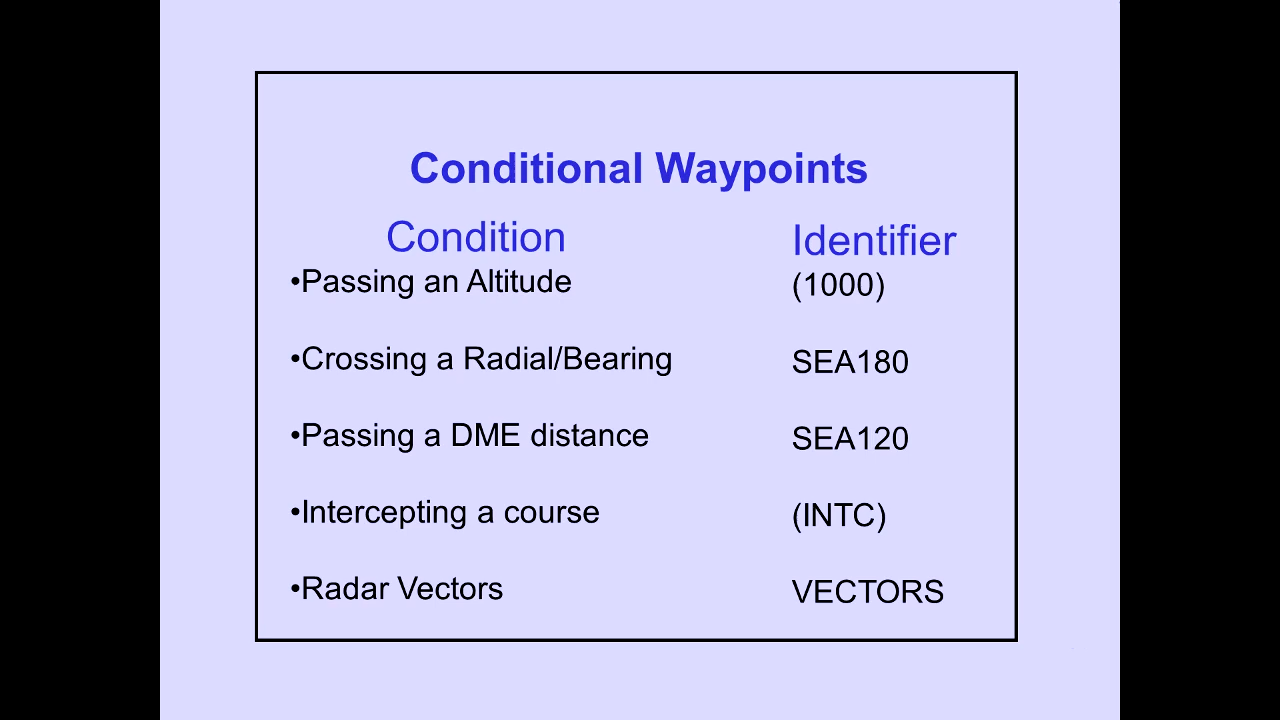 Conditional Waypoints
Condition Identifier
•Passing an Altitude (1000)
•Crossing a Radial/Bearing SEA180
•Passing a DME distance SEA120
•Intercepting a course (INTC)
•Radar Vectors VECTORS